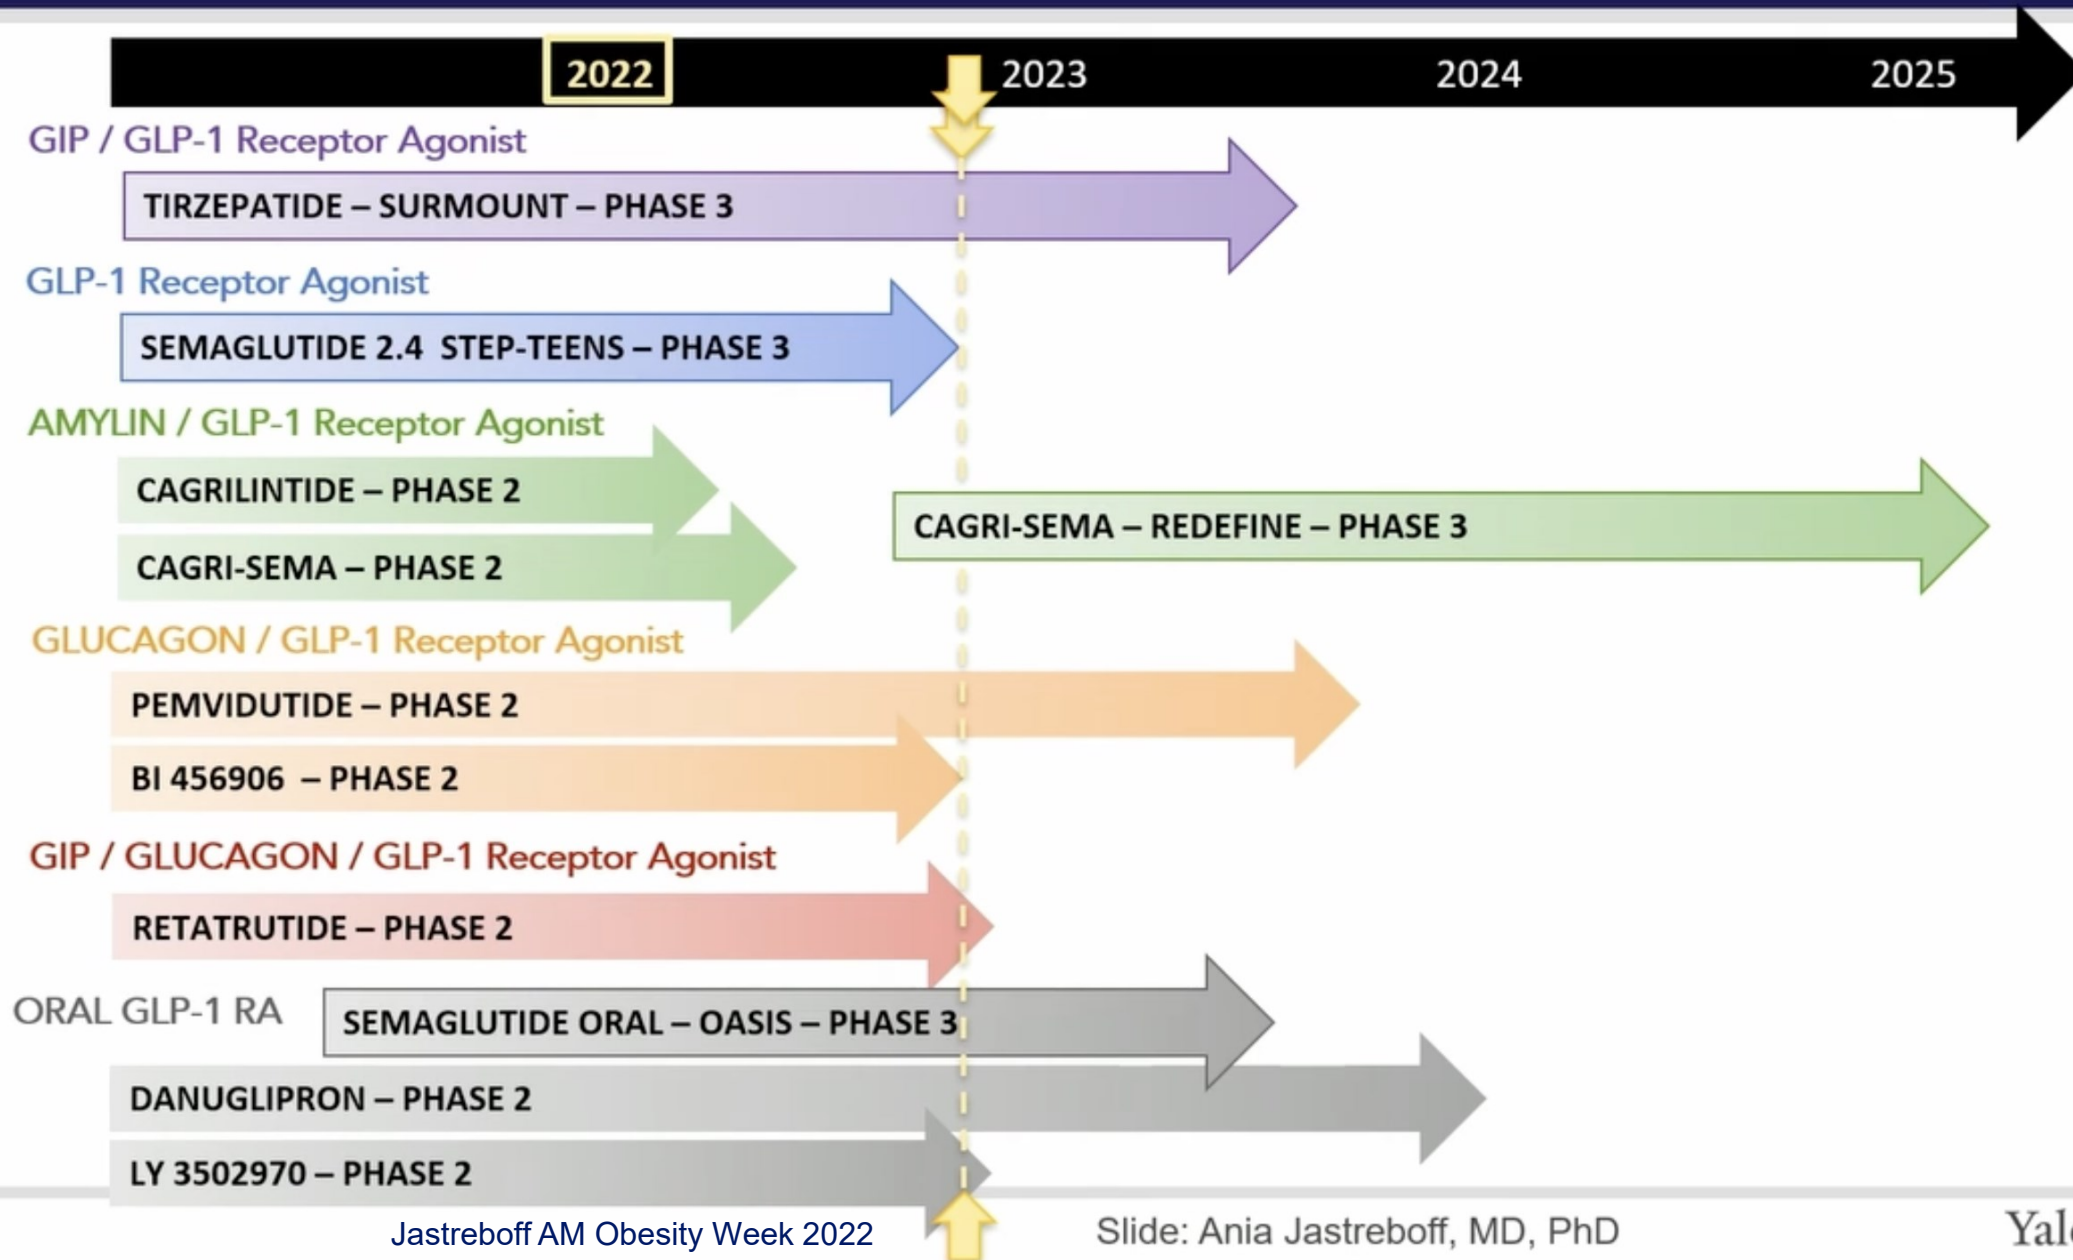 2022 2023 2024 2025
GIP / GLP-1 Receptor Agonist
TIRZEPATIDE – SURMOUNT – PHASE 3
GLP-1 Receptor Agonist
SEMAGLUTIDE 2.4 STEP-TEENS – PHASE 3
AMYLIN / GLP-1 Receptor Agonist
CAGRILINTIDE – PHASE 2
CAGRI-SEMA – REDEFINE – PHASE 3
CAGRI-SEMA – PHASE 2
GLUCAGON / GLP-1 Receptor Agonist
PEMVIDUTIDE – PHASE 2
BI 456906 – PHASE 2
GIP / GLUCAGON / GLP-1 Receptor Agonist
RETATRUTIDE – PHASE 2
ORAL GLP-1 RA
SEMAGLUTIDE ORAL – OASIS – PHASE 3
DANUGLIPRON – PHASE 2
LY 3502970 – PHASE 2
Jastreboff AM Obesity Week 2022
Slide: Ania Jastreboff, MD, PhD